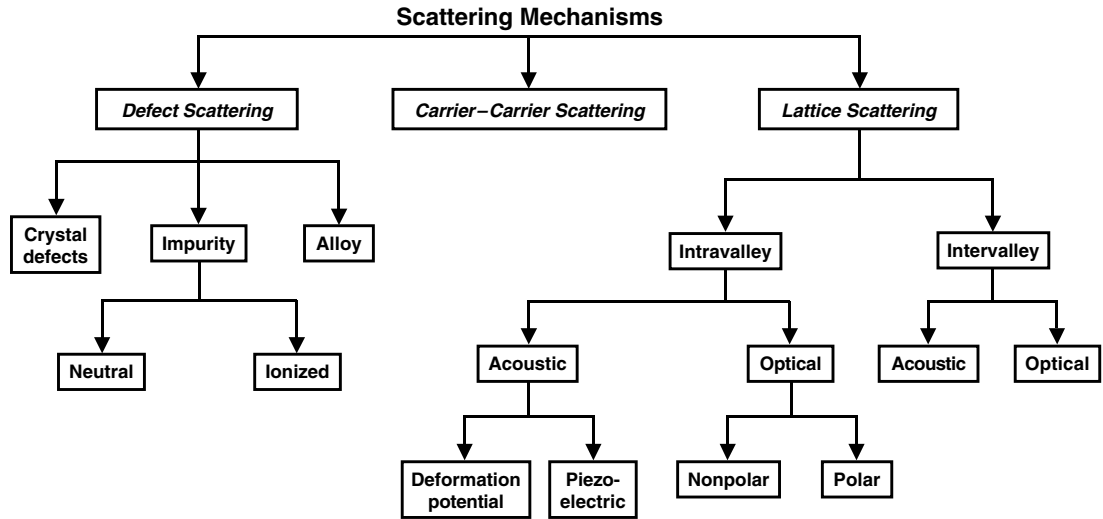 Scattering Mechanisms
Defect Scattering
Carrier–Carrier Scattering
Lattice Scattering
Crystal
defects
Impurity
Alloy
Intravalley
Intervalley
Neutral
Ionized
Acoustic
Optical
Acoustic
Optical
Deformation
potential
Piezo-
electric
Nonpolar
Polar